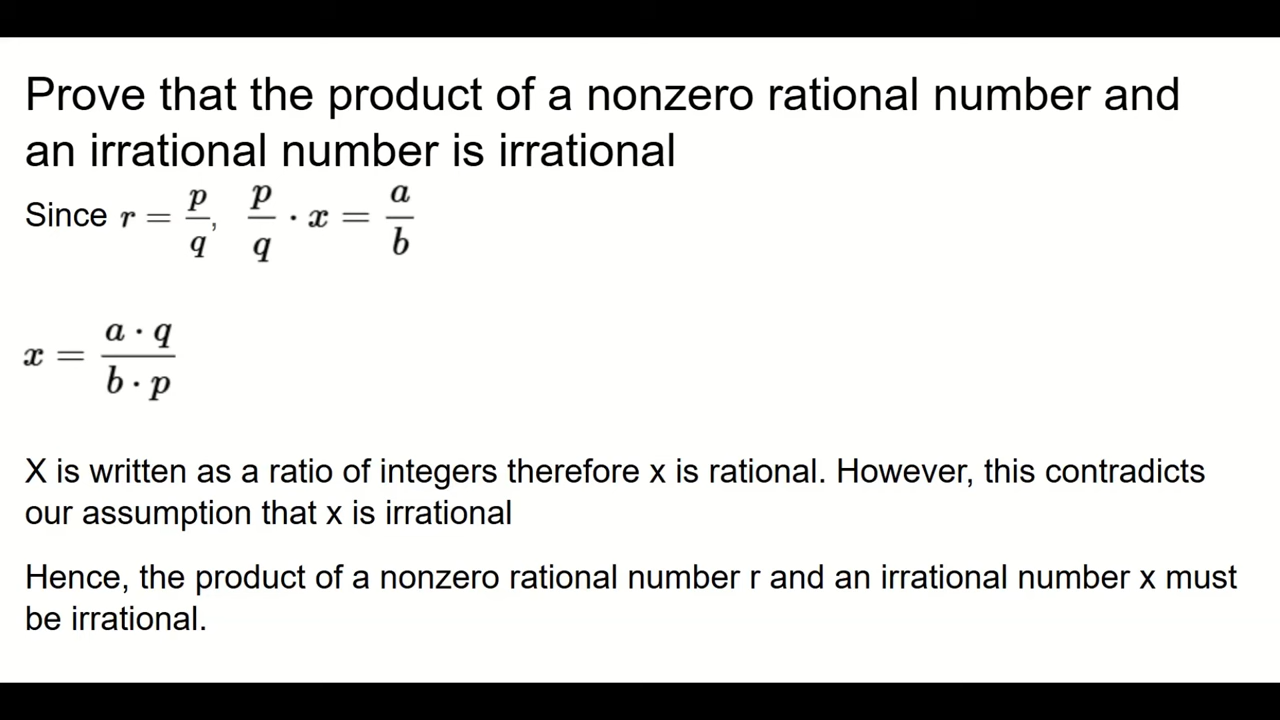 Prove that the product of a nonzero rational number and
an irrational number is irrational
Since r = p/q, p/q · x = a/b
x = a · q / b · p
X is written as a ratio of integers therefore x is rational. However, this contradicts
our assumption that x is irrational
Hence, the product of a nonzero rational number r and an irrational number x must
be irrational.